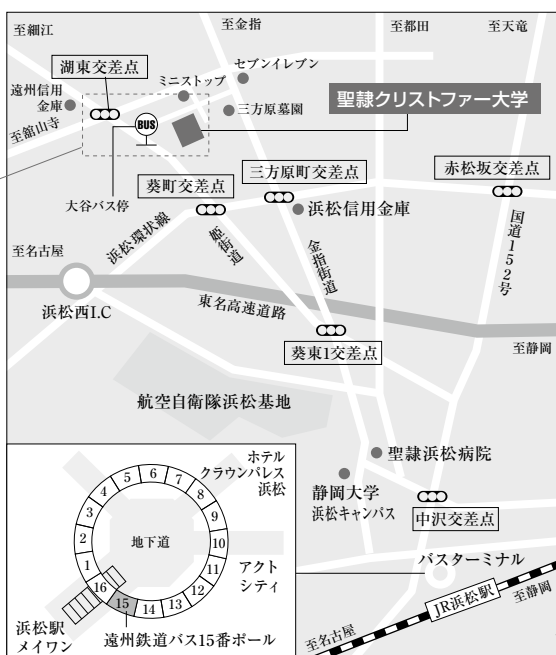 至細江
至金指
至都田
至天竜
湖東交差点
セブンイレブン
ミニストップ
遠州信用
金庫
BUS
三方原墓園
聖隷クリストファー大学
至舘山寺
大谷バス停
葵町交差点
三方原町交差点
赤松坂交差点
浜松信用金庫
浜松環状線
姫街道
金指街道
国道152号
至名古屋
東名高速道路
浜松西I.C
葵東1交差点
至静岡
航空自衛隊浜松基地
聖隷浜松病院
静岡大学
浜松キャンパス
中沢交差点
バスターミナル
JR浜松駅
至静岡
至名古屋
ホテル
クラウンパレス
浜松
地下道
アクト
シティ
1
2
3
4
5
6
7
8
9
10
11
12
13
14
15
16
浜松駅
メイワン
遠州鉄道バス15番ポール